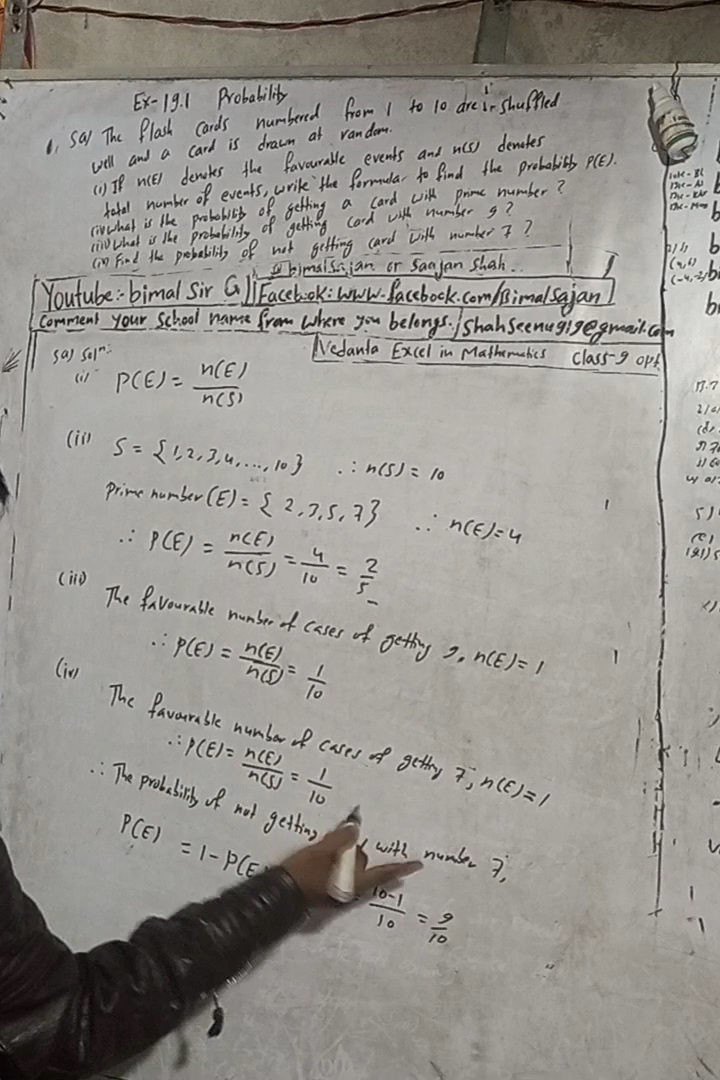 Ex-19.1 Probability
1. 5a) The flash cards numbered from 1 to 10 are shuffled
well and a card is drawn at random.
(i) If n(E) denotes the favourable events and n(S) denotes
total number of events, write the formular to find the probability P(E).
(ii) What is the probability of getting a card with prime number?
(iii) What is the probability of getting card with number 9?
(iv) Find the probability of not getting card with number 7?
bimalsajan or Saajan Shah.
Youtube:- bimal Sir G
Facebook: www.facebook.com/Bimalsajan
Comment your School name from where you belongs.
shahseenu919@gmail.com
Vedanta Excel in Mathematics Class-9 opt
5a) Soln:
(i) P(E) = n(E)/n(S)
(ii) S = {1, 2, 3, 4, ..., 10} ∴ n(S) = 10
Prime number (E) = {2, 3, 5, 7} ∴ n(E) = 4
∴ P(E) = n(E)/n(S) = 4/10 = 2/5
(iii) The favourable number of cases of getting 9, n(E) = 1
∴ P(E) = n(E)/n(S) = 1/10
(iv) The favourable number of cases of getting 7, n(E) = 1
∴ P(E) = n(E)/n(S) = 1/10
∴ The probability of not getting with number 7,
P(E) = 1 - P(E
10-1/10 = 9/10